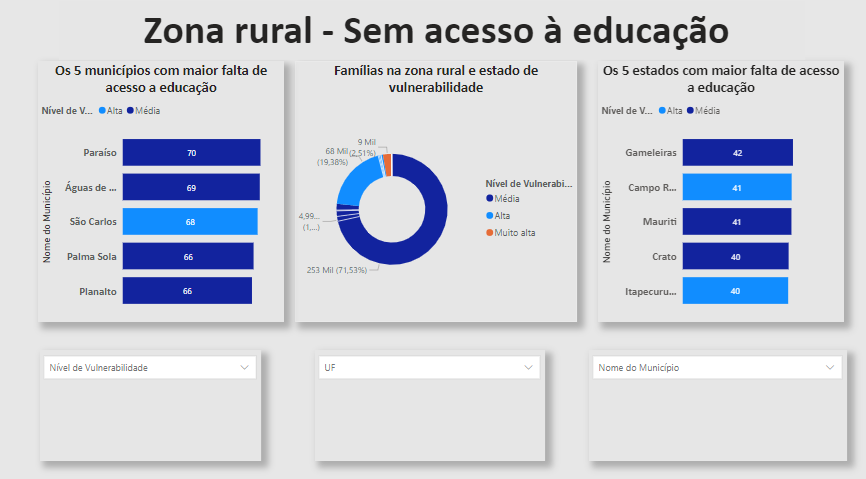 Zona rural - Sem acesso à educação
Os 5 municípios com maior falta de
acesso a educação
Nível de V... Alta Média
Nome do Município
Paraíso 70
Águas de ... 69
São Carlos 68
Palma Sola 66
Planalto 66
Famílias na zona rural e estado de
vulnerabilidade
9 Mil
(2,51%)
68 Mil
(19,38%)
4,99...
(1,...)
253 Mil (71,53%)
Nível de Vulnerabi...
Média
Alta
Muito alta
Os 5 estados com maior falta de acesso
a educação
Nível de V... Alta Média
Nome do Município
Gameleiras 42
Campo R... 41
Mauriti 41
Crato 40
Itapecuru... 40
Nível de Vulnerabilidade
UF
Nome do Município